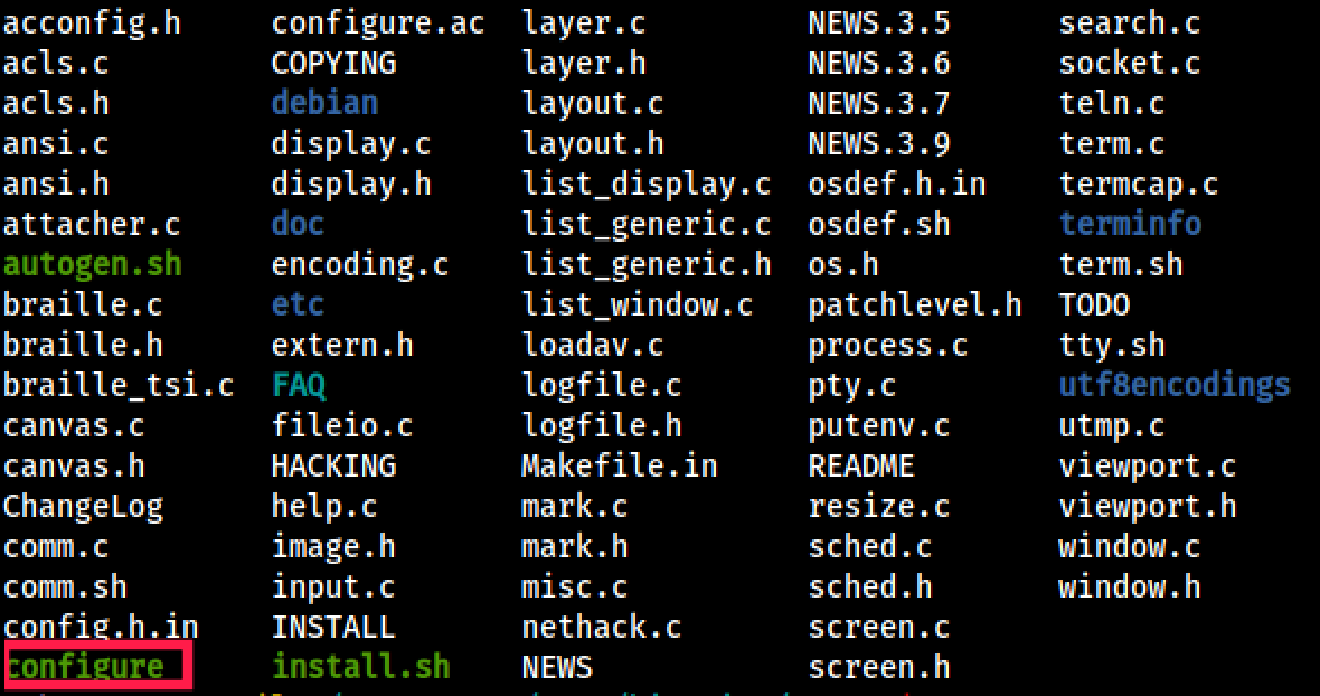 acconfig.h configure.ac layer.c NEWS.3.5 search.c
acls.c COPYING layer.h NEWS.3.6 socket.c
acls.h debian layout.c NEWS.3.7 teln.c
ansi.c display.c layout.h NEWS.3.9 term.c
ansi.h display.h list_display.c osdef.h.in termcap.c
attacher.c doc list_generic.c osdef.sh terminfo
autogen.sh encoding.c list_generic.h os.h term.sh
braille.c etc list_window.c patchlevel.h TODO
braille.h extern.h loadav.c process.c tty.sh
braille_tsi.c FAQ logfile.c pty.c utf8encodings
canvas.c fileio.c logfile.h putenv.c utmp.c
canvas.h HACKING Makefile.in README viewport.c
ChangeLog help.c mark.c resize.c viewport.h
comm.c image.h mark.h sched.c window.c
comm.sh input.c misc.c sched.h window.h
config.h.in INSTALL nethack.c screen.c
configure install.sh NEWS screen.h